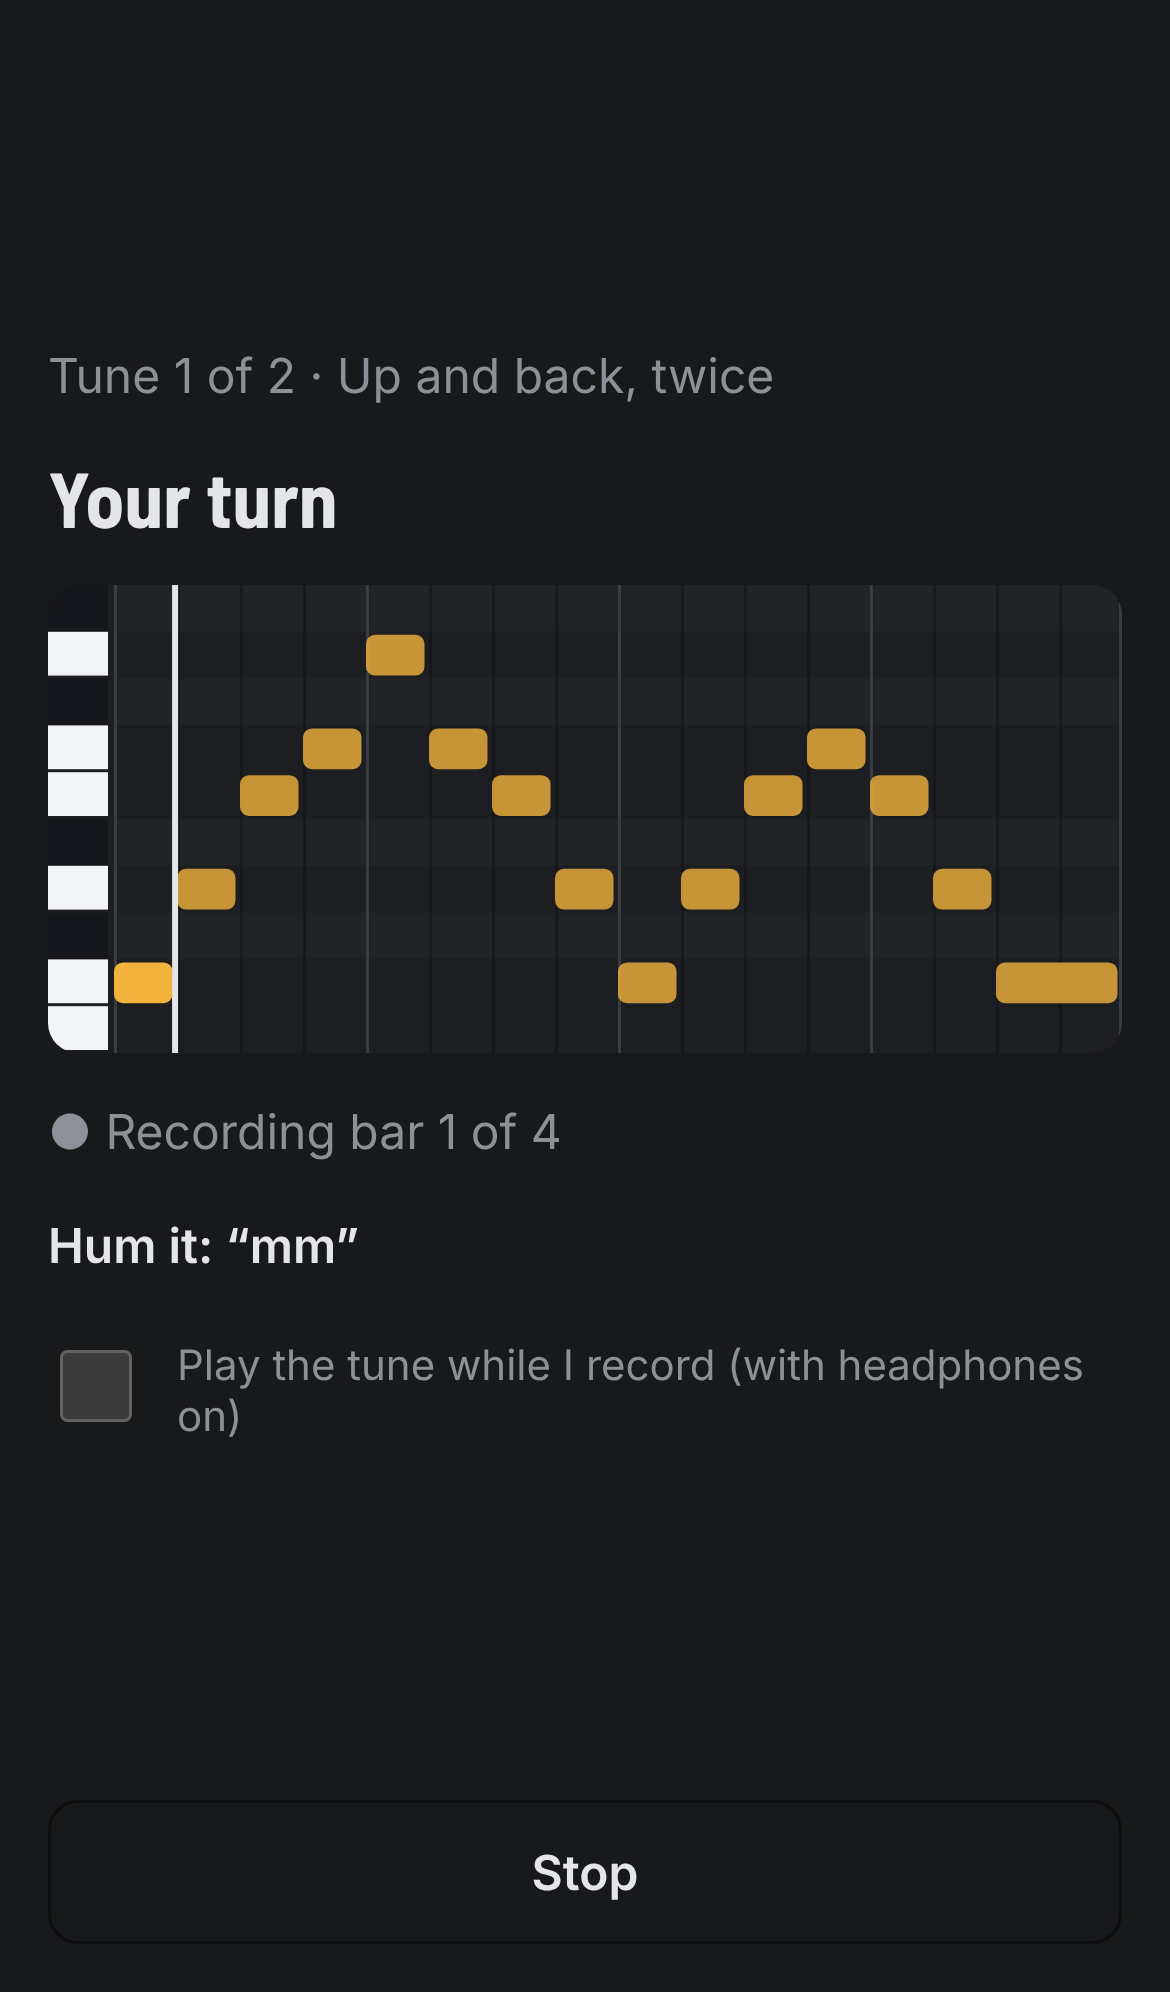 Tune 1 of 2 · Up and back, twice
Your turn
Recording bar 1 of 4
Hum it: “mm”
Play the tune while I record (with headphones
on)
Stop